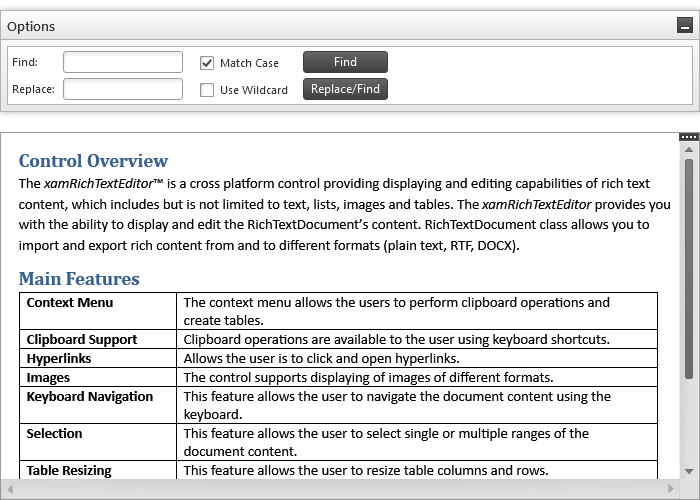 Options
Find:
Match Case
Find
Replace:
Use Wildcard
Replace/Find
Control Overview
The xamRichTextEditor™ is a cross platform control providing displaying and editing capabilities of rich text
content, which includes but is not limited to text, lists, images and tables. The xamRichTextEditor provides you
with the ability to display and edit the RichTextDocument's content. RichTextDocument class allows you to
import and export rich content from and to different formats (plain text, RTF, DOCX).
Main Features
Context Menu
The context menu allows the users to perform clipboard operations and
create tables.
Clipboard Support
Clipboard operations are available to the user using keyboard shortcuts.
Hyperlinks
Allows the user is to click and open hyperlinks.
Images
The control supports displaying of images of different formats.
Keyboard Navigation
This feature allows the user to navigate the document content using the
keyboard.
Selection
This feature allows the user to select single or multiple ranges of the
document content.
Table Resizing
This feature allows the user to resize table columns and rows.